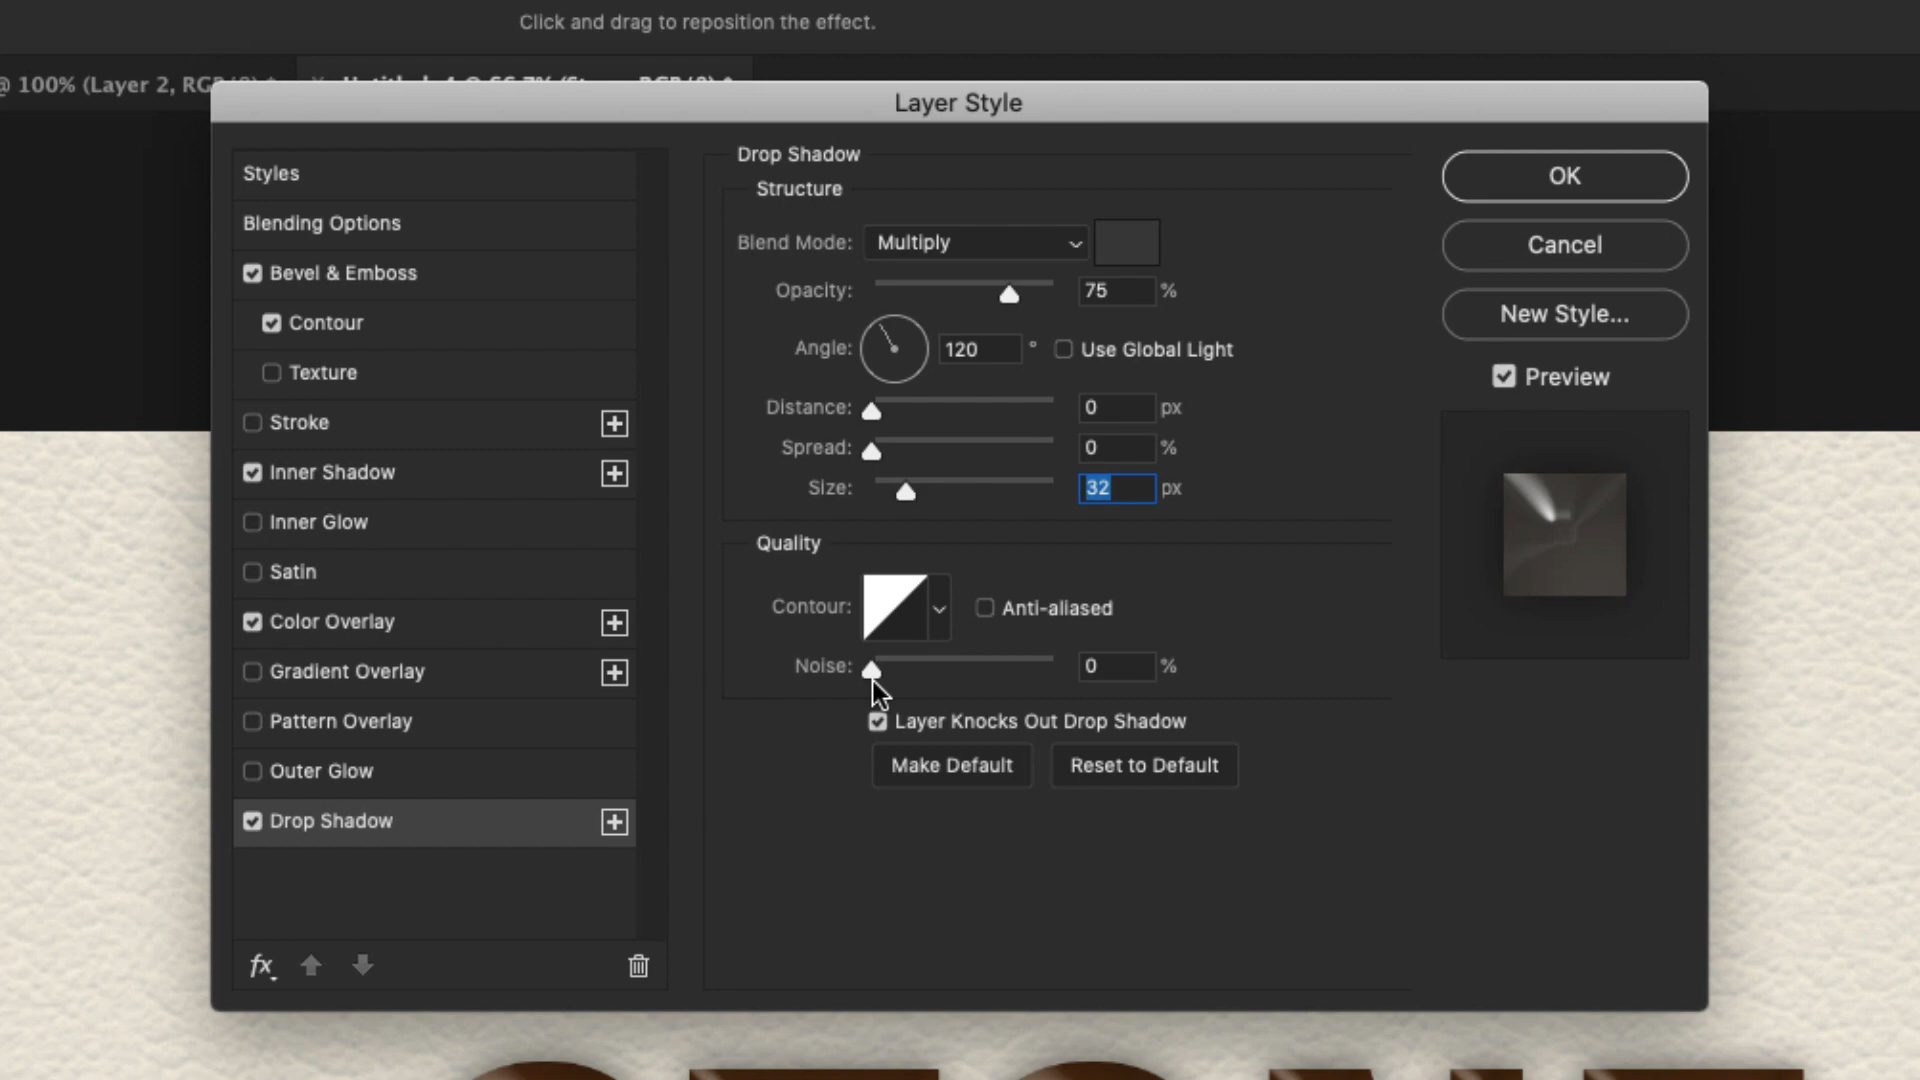 Click and drag to reposition the effect.
@ 100% (Layer 2, RGB/8) *
Layer Style
Styles
Blending Options
Bevel & Emboss
Contour
Texture
Stroke
Inner Shadow
Inner Glow
Satin
Color Overlay
Gradient Overlay
Pattern Overlay
Outer Glow
Drop Shadow
fx
Drop Shadow
Structure
Blend Mode: Multiply
Opacity: 75 %
Angle: 120 ° Use Global Light
Distance: 0 px
Spread: 0 %
Size: 32 px
Quality
Contour: Anti-aliased
Noise: 0 %
Layer Knocks Out Drop Shadow
Make Default Reset to Default
OK
Cancel
New Style...
Preview